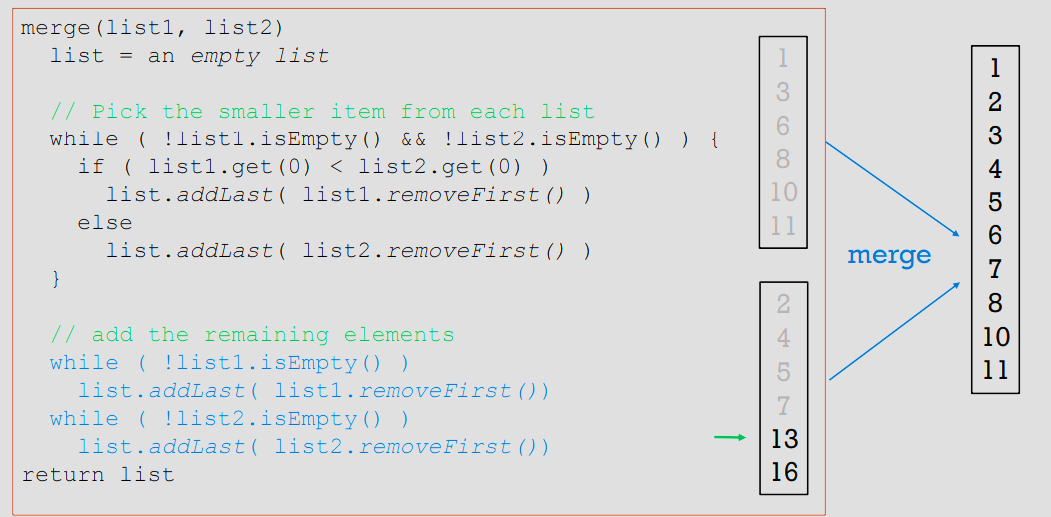 merge(list1, list2)
list = an empty list
// Pick the smaller item from each list
while ( !list1.isEmpty() && !list2.isEmpty() ) {
if ( list1.get(0) < list2.get(0) )
list.addLast( list1.removeFirst() )
else
list.addLast( list2.removeFirst() )
}
// add the remaining elements
while ( !list1.isEmpty() )
list.addLast( list1.removeFirst())
while ( !list2.isEmpty() )
list.addLast( list2.removeFirst())
return list
1
3
6
8
10
11
2
4
5
7
13
16
merge
1
2
3
4
5
6
7
8
10
11